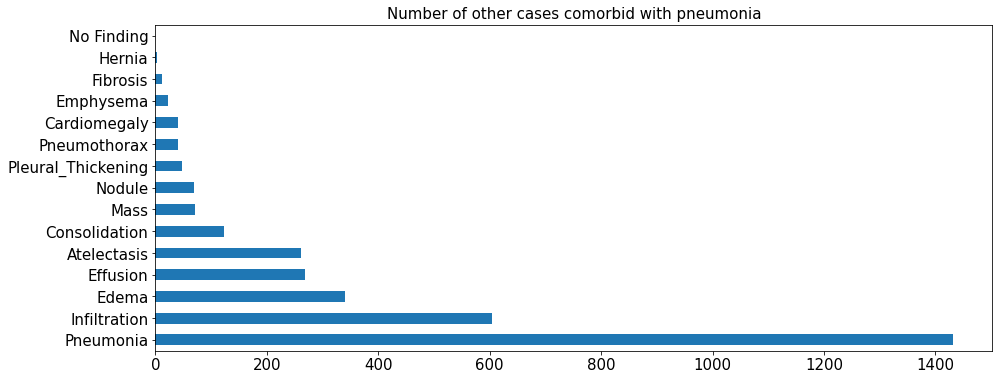 Number of other cases comorbid with pneumonia
No Finding
Hernia
Fibrosis
Emphysema
Cardiomegaly
Pneumothorax
Pleural_Thickening
Nodule
Mass
Consolidation
Atelectasis
Effusion
Edema
Infiltration
Pneumonia
0 200 400 600 800 1000 1200 1400